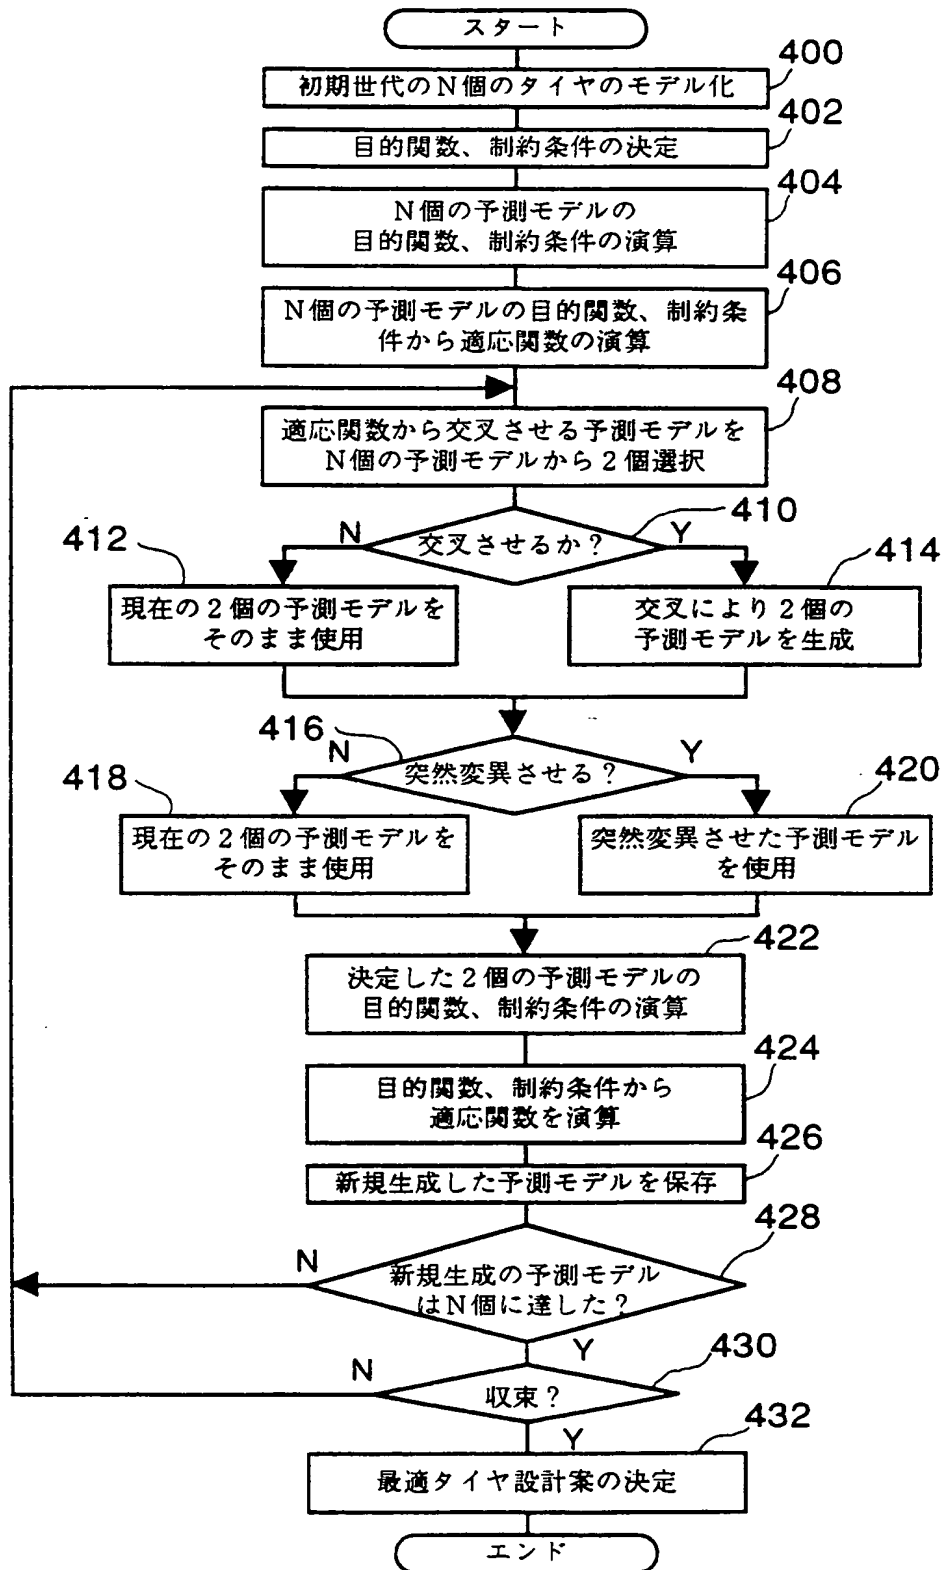 スタート
400
初期世代のN個のタイヤのモデル化
402
目的関数、制約条件の決定
404
N個の予測モデルの
目的関数、制約条件の演算
406
N個の予測モデルの目的関数、制約条
件から適応関数の演算
408
適応関数から交叉させる予測モデルを
N個の予測モデルから2個選択
410
N
交叉させるか?
Y
412
現在の2個の予測モデルを
そのまま使用
414
交叉により2個の
予測モデルを生成
416
N
突然変異させる?
Y
418
現在の2個の予測モデルを
そのまま使用
420
突然変異させた予測モデル
を使用
422
決定した2個の予測モデルの
目的関数、制約条件の演算
424
目的関数、制約条件から
適応関数を演算
426
新規生成した予測モデルを保存
428
N
新規生成の予測モデル
はN個に達した?
Y
430
N
収束?
Y
432
最適タイヤ設計案の決定
エンド